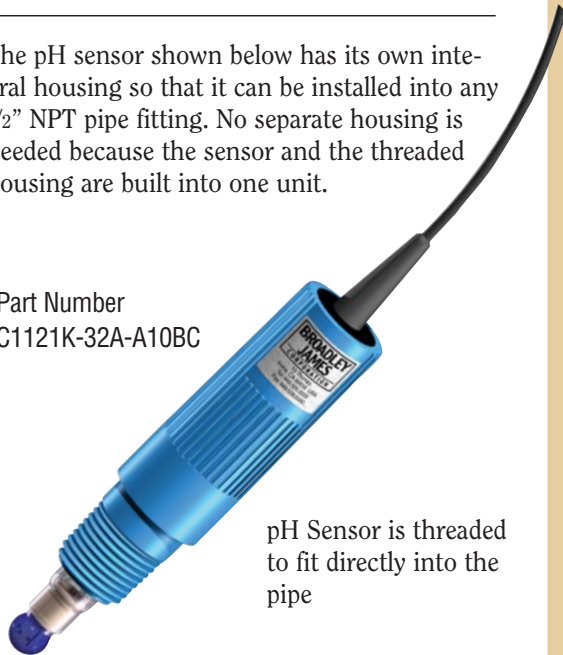 he pH sensor shown below has its own inte-
ral housing so that it can be installed into any
/2” NPT pipe fitting. No separate housing is
eeded because the sensor and the threaded
ousing are built into one unit.
Part Number
C1121K-32A-A10BC
BROADLEY
JAMES
CORPORATION
pH Sensor is threaded
to fit directly into the
pipe